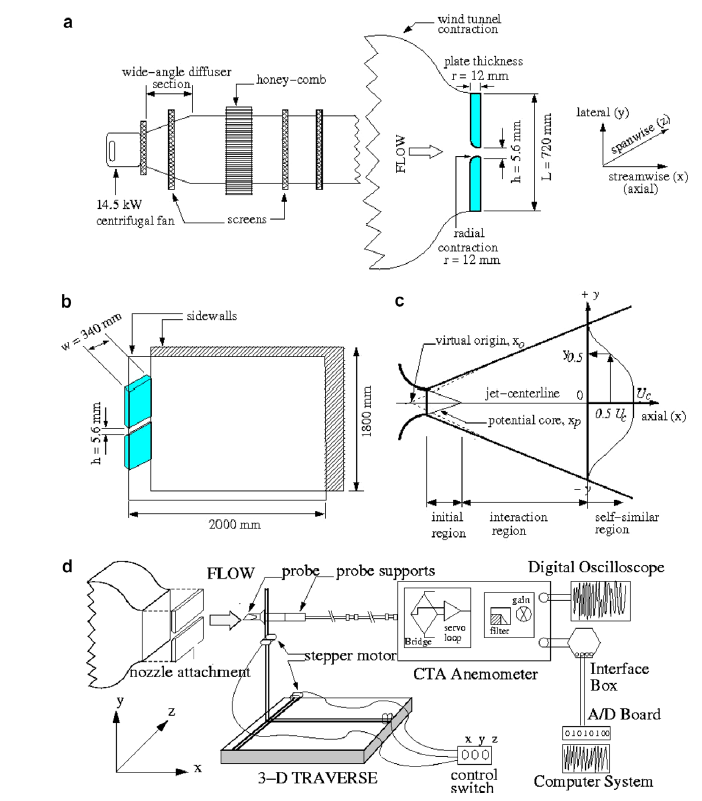 a
wind tunnel
contraction
wide-angle diffuser
section
honey-comb
plate thickness
r = 12 mm
FLOW
h = 5.6 mm
L = 720 mm
lateral (y)
spanwise (z)
streamwise (x)
(axial)
14.5 kW
centrifugal fan
screens
radial
contraction
r = 12 mm
b
w = 340 mm
sidewalls
h = 5.6 mm
1800 mm
2000 mm
c
+ y
virtual origin, xo
y0.5
jet-centerline
0
Uc
0.5 Uc
axial (x)
potential core, xp
- y
initial
region
interaction
region
self-similar
region
d
FLOW
probe
probe supports
Digital Oscilloscope
gain
Bridge
servo
loop
filter
nozzle attachment
stepper motor
CTA Anemometer
Interface
Box
A/D Board
01010100
y
z
x
3-D TRAVERSE
x y z
control
switch
Computer System